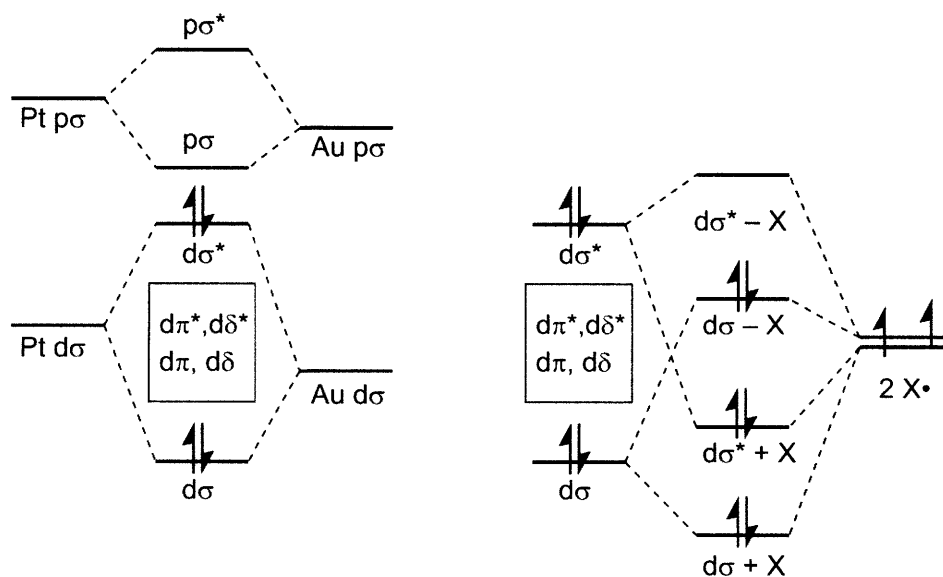 pσ*
Pt pσ
pσ
Au pσ
dσ*
dπ*,dδ*
dπ, dδ
Pt dσ
Au dσ
dσ
dσ* – X
dσ*
dσ – X
dπ*,dδ*
dπ, dδ
2 X•
dσ* + X
dσ
dσ + X